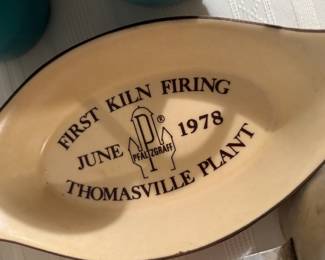 FIRST KILN FIRING
JUNE 1978
P®
PFALTZGRAFF
THOMASVILLE PLANT